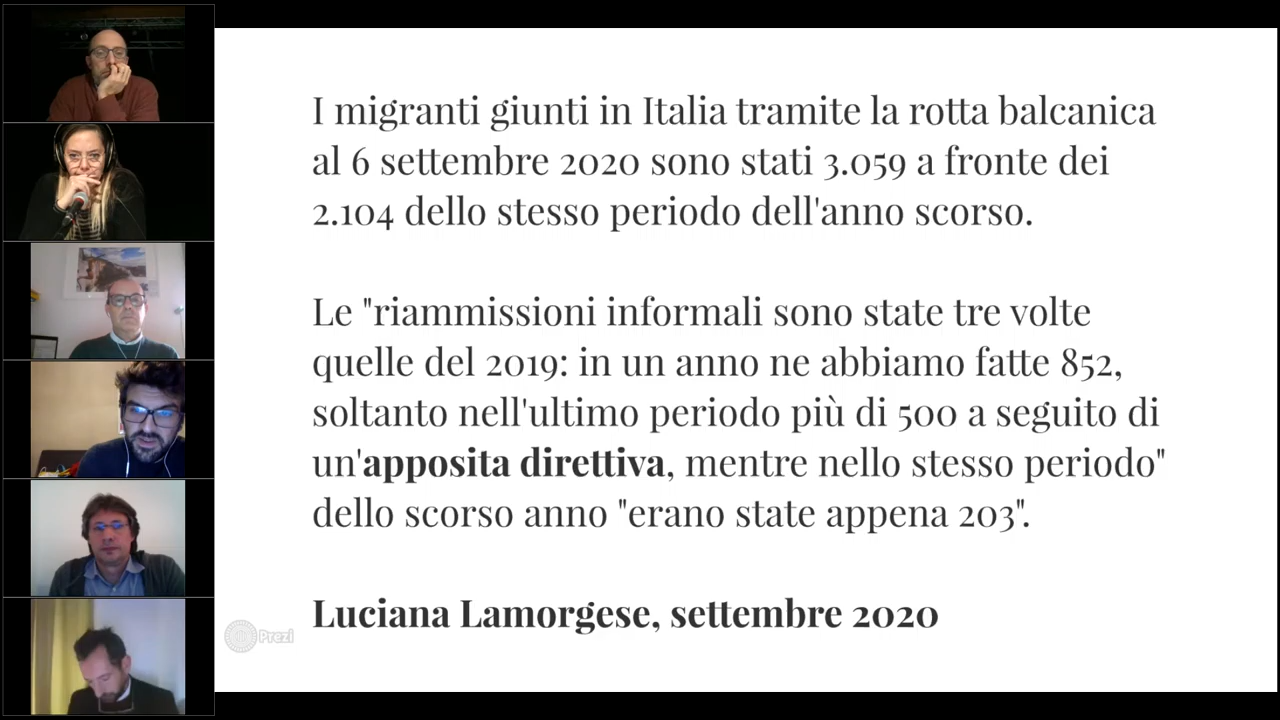 I migranti giunti in Italia tramite la rotta balcanica
al 6 settembre 2020 sono stati 3.059 a fronte dei
2.104 dello stesso periodo dell'anno scorso.
Le "riammissioni informali sono state tre volte
quelle del 2019: in un anno ne abbiamo fatte 852,
soltanto nell'ultimo periodo più di 500 a seguito di
un'apposita direttiva, mentre nello stesso periodo"
dello scorso anno "erano state appena 203".
Luciana Lamorgese, settembre 2020
Prezi